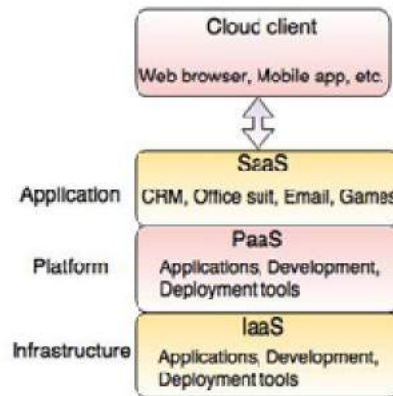 Cloud client
Web browser, Mobile app, etc.
SaaS
Application
CRM, Office suit, Email, Games
PaaS
Platform
Applications, Development,
Deployment tools
IaaS
Infrastructure
Applications, Development,
Deployment tools